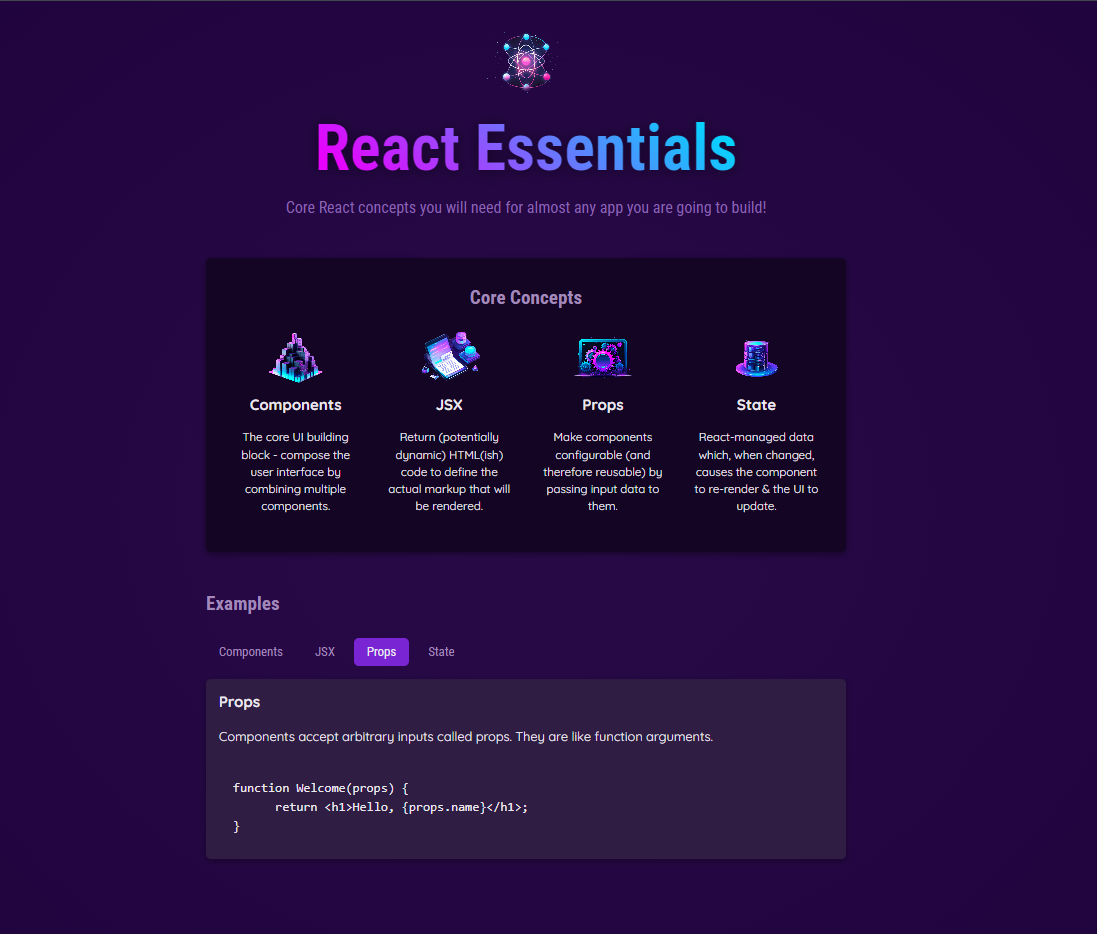 React Essentials
Core React concepts you will need for almost any app you are going to build!
Core Concepts
Components
The core UI building
block - compose the
user interface by
combining multiple
components.
JSX
Return (potentially
dynamic) HTML(ish)
code to define the
actual markup that will
be rendered.
Props
Make components
configurable (and
therefore reusable) by
passing input data to
them.
State
React-managed data
which, when changed,
causes the component
to re-render & the UI to
update.
Examples
Components JSX Props State
Props
Components accept arbitrary inputs called props. They are like function arguments.
function Welcome(props) {
return <h1>Hello, {props.name}</h1>;
}